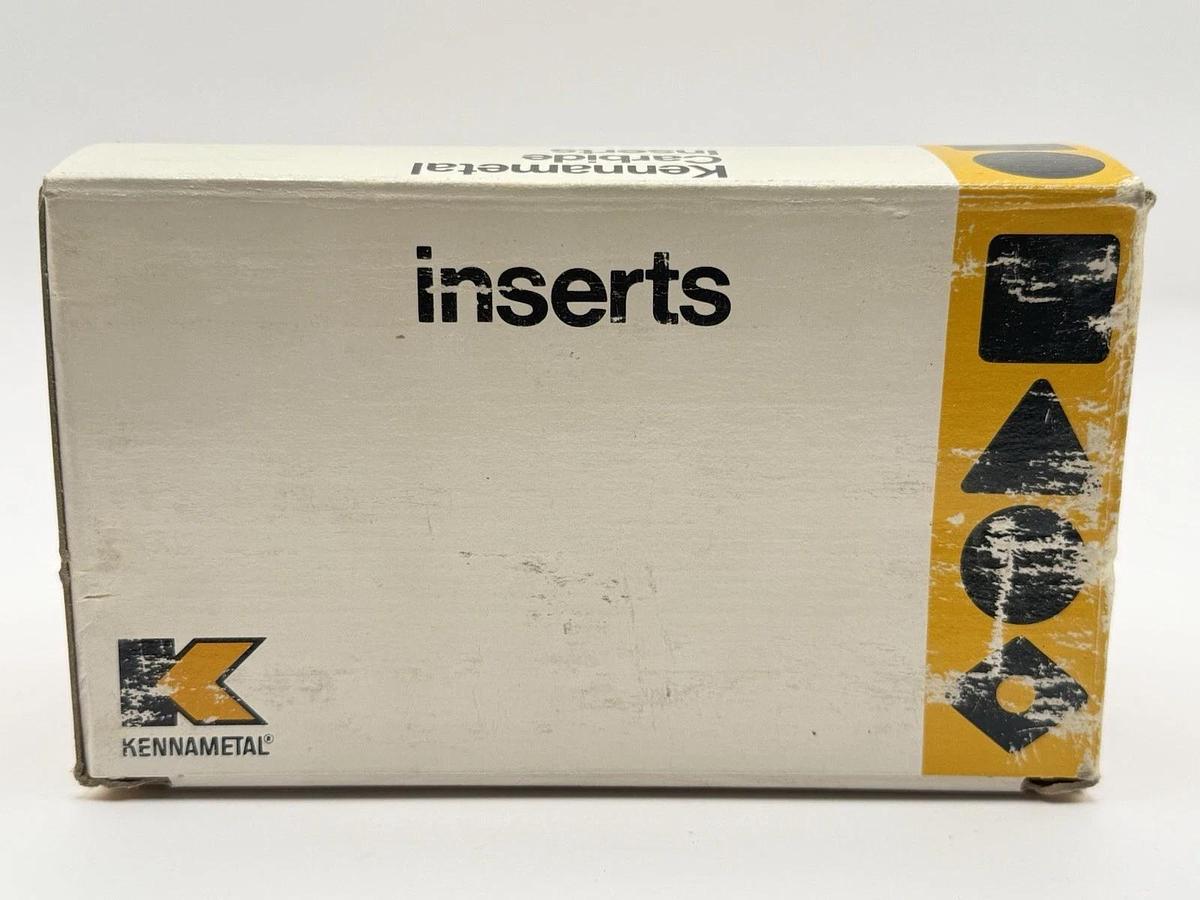 Kennametal
Carbide
Inserts
inserts
K
KENNAMETAL®